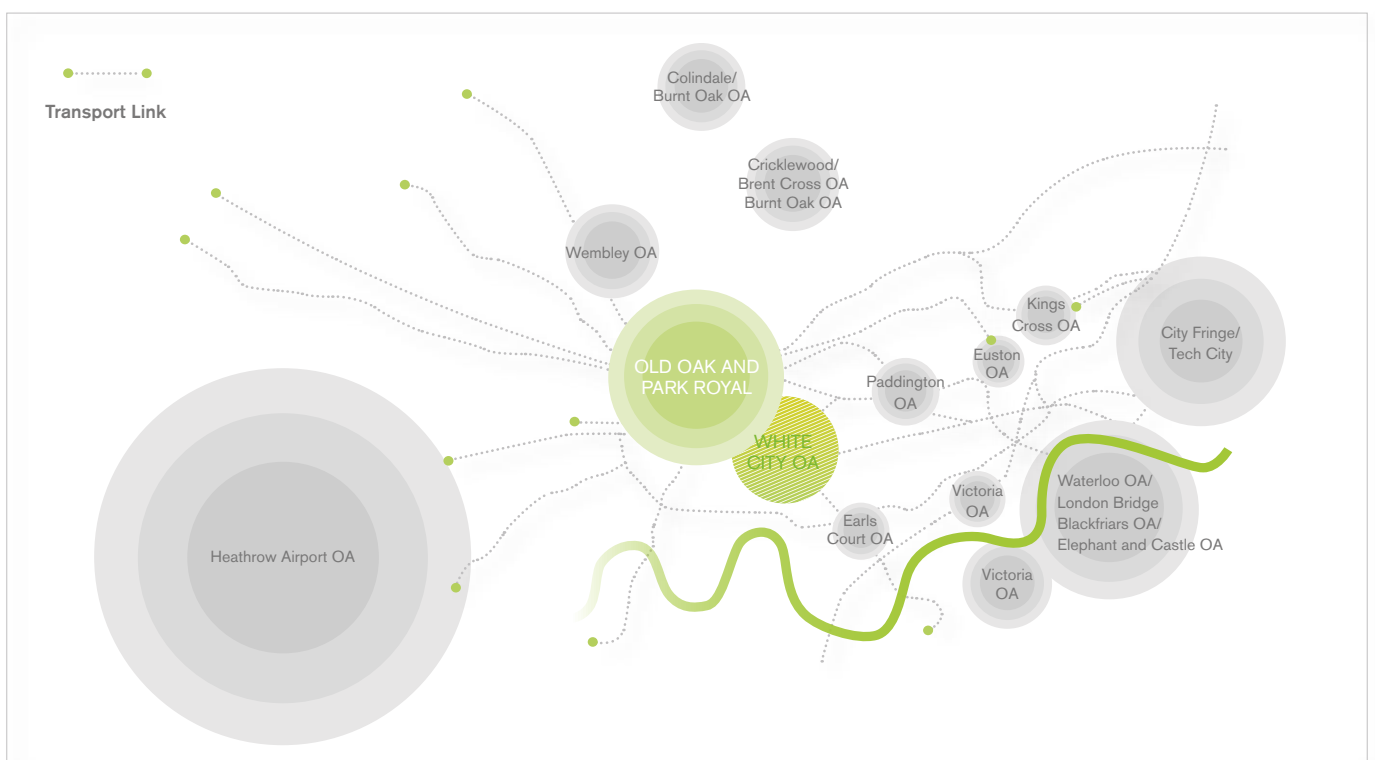 Transport Link
Colindale/
Burnt Oak OA
Cricklewood/
Brent Cross OA
Burnt Oak OA
Wembley OA
Kings
Cross OA
City Fringe/
Tech City
Euston
OA
OLD OAK AND
PARK ROYAL
Paddington
OA
WHITE
CITY OA
Victoria
OA
Waterloo OA/
London Bridge
Blackfriars OA/
Elephant and Castle OA
Earls
Court OA
Heathrow Airport OA
Victoria
OA